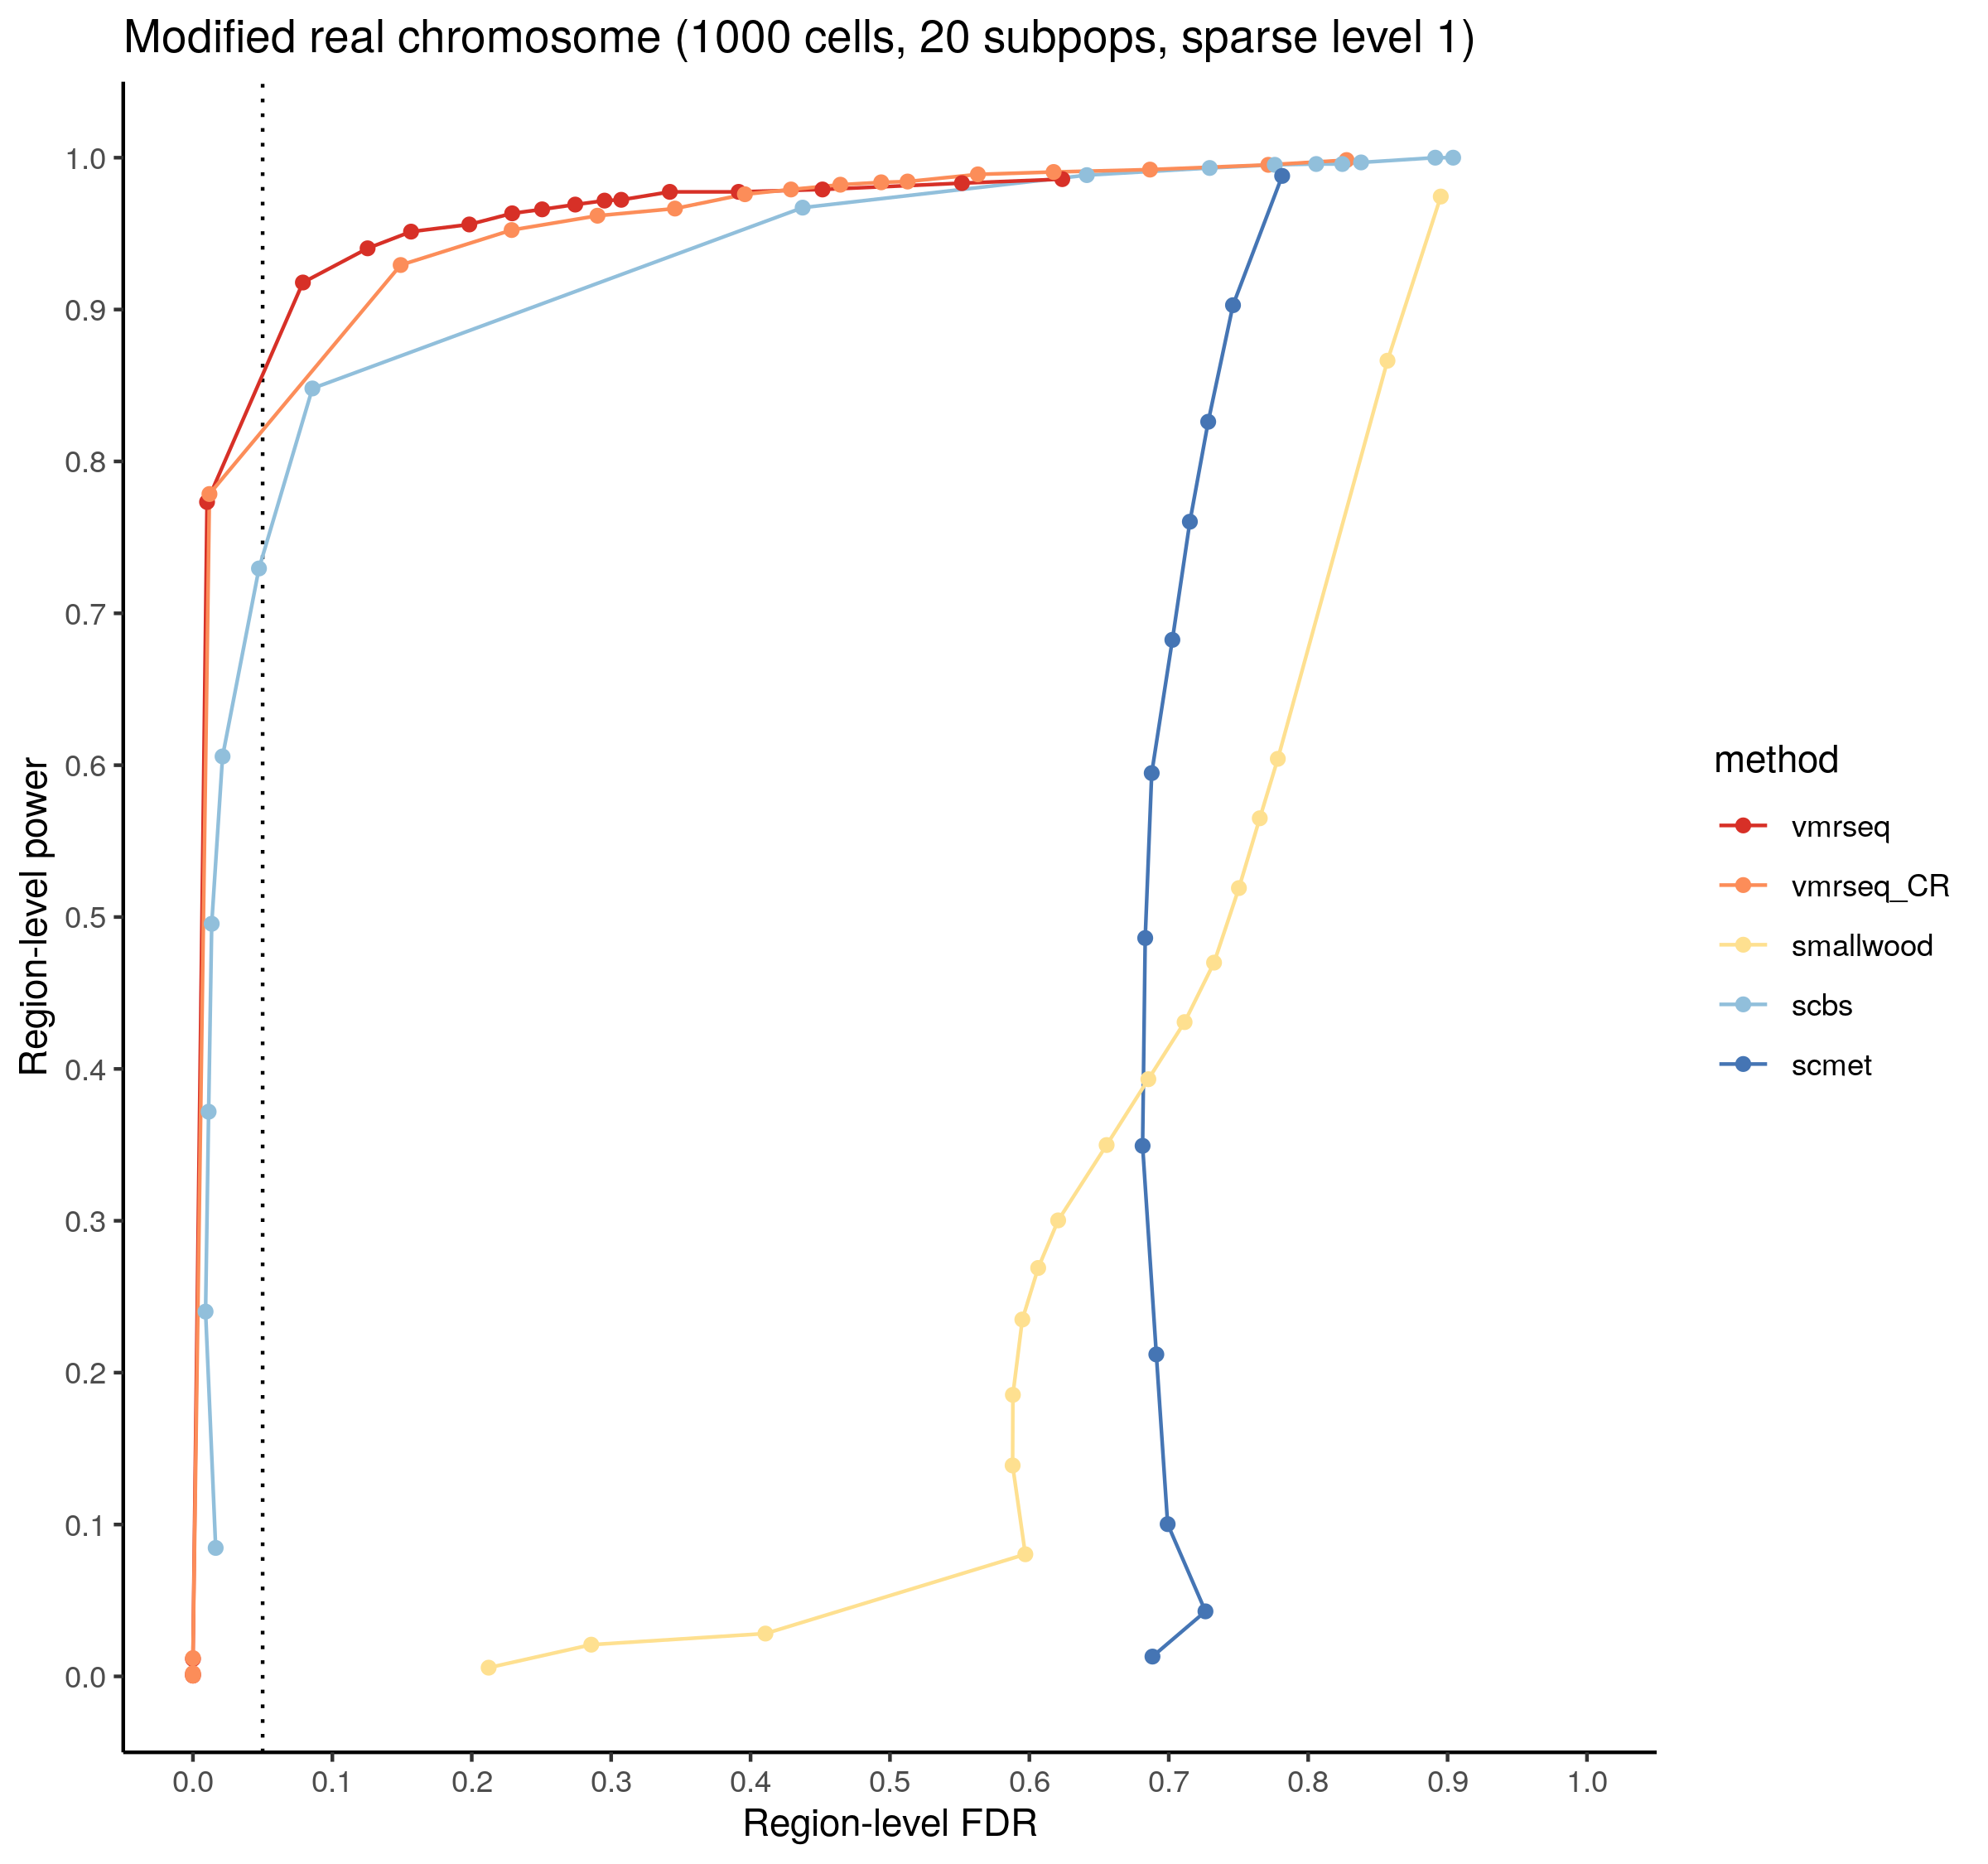 Modified real chromosome (1000 cells, 20 subpops, sparse level 1)
Region-level power
1.0
0.9
0.8
0.7
0.6
0.5
0.4
0.3
0.2
0.1
0.0
0.0 0.1 0.2 0.3 0.4 0.5 0.6 0.7 0.8 0.9 1.0
Region-level FDR
method
vmrseq
vmrseq_CR
smallwood
scbs
scmet